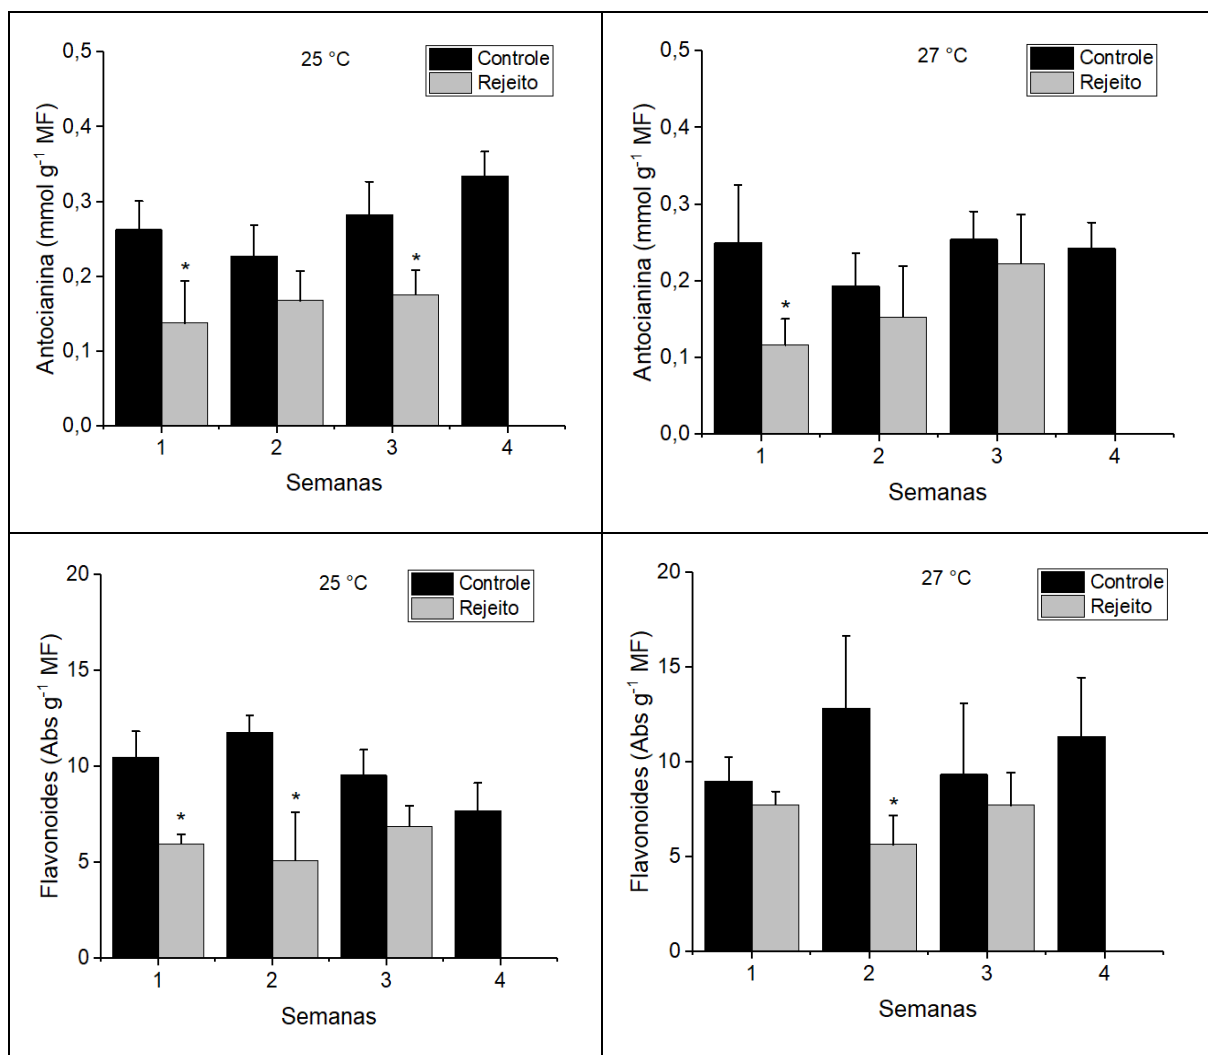 25 °C
Controle
Rejeito
Antocianina (mmol g⁻¹ MF)
0,5
0,4
0,3
0,2
0,1
0,0
*
*
1 2 3 4
Semanas
27 °C
Controle
Rejeito
Antocianina (mmol g⁻¹ MF)
0,5
0,4
0,3
0,2
0,1
0,0
*
1 2 3 4
Semanas
25 °C
Controle
Rejeito
Flavonoides (Abs g⁻¹ MF)
20
15
10
5
0
*
*
1 2 3 4
Semanas
27 °C
Controle
Rejeito
Flavonoides (Abs g⁻¹ MF)
20
15
10
5
0
*
1 2 3 4
Semanas